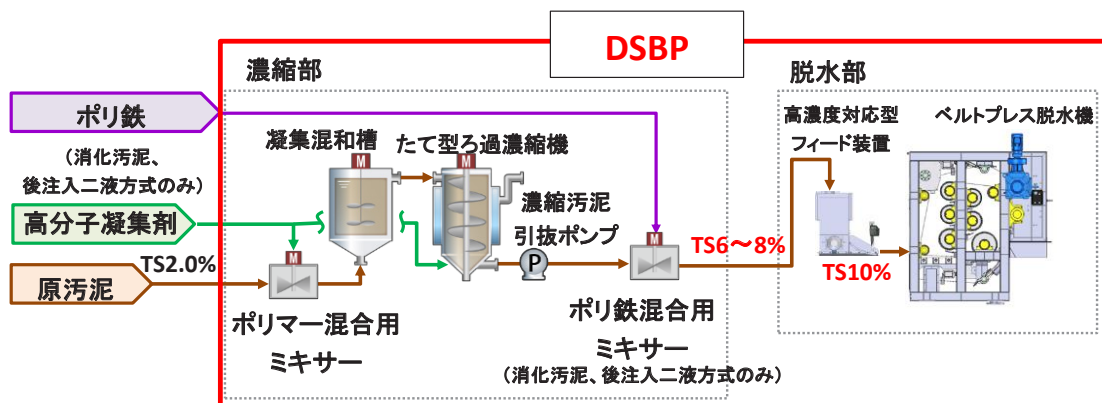 DSBP
濃縮部
脱水部
ポリ鉄
(消化汚泥、
後注入二液方式のみ)
高分子凝集剤
TS2.0%
原汚泥
凝集混和槽
たて型ろ過濃縮機
M
M
濃縮汚泥
引抜ポンプ
P
M
M
ポリマー混合用
ミキサー
ポリ鉄混合用
ミキサー
(消化汚泥、後注入二液方式のみ)
TS6～8%
高濃度対応型
フィード装置
ベルトプレス脱水機
TS10%